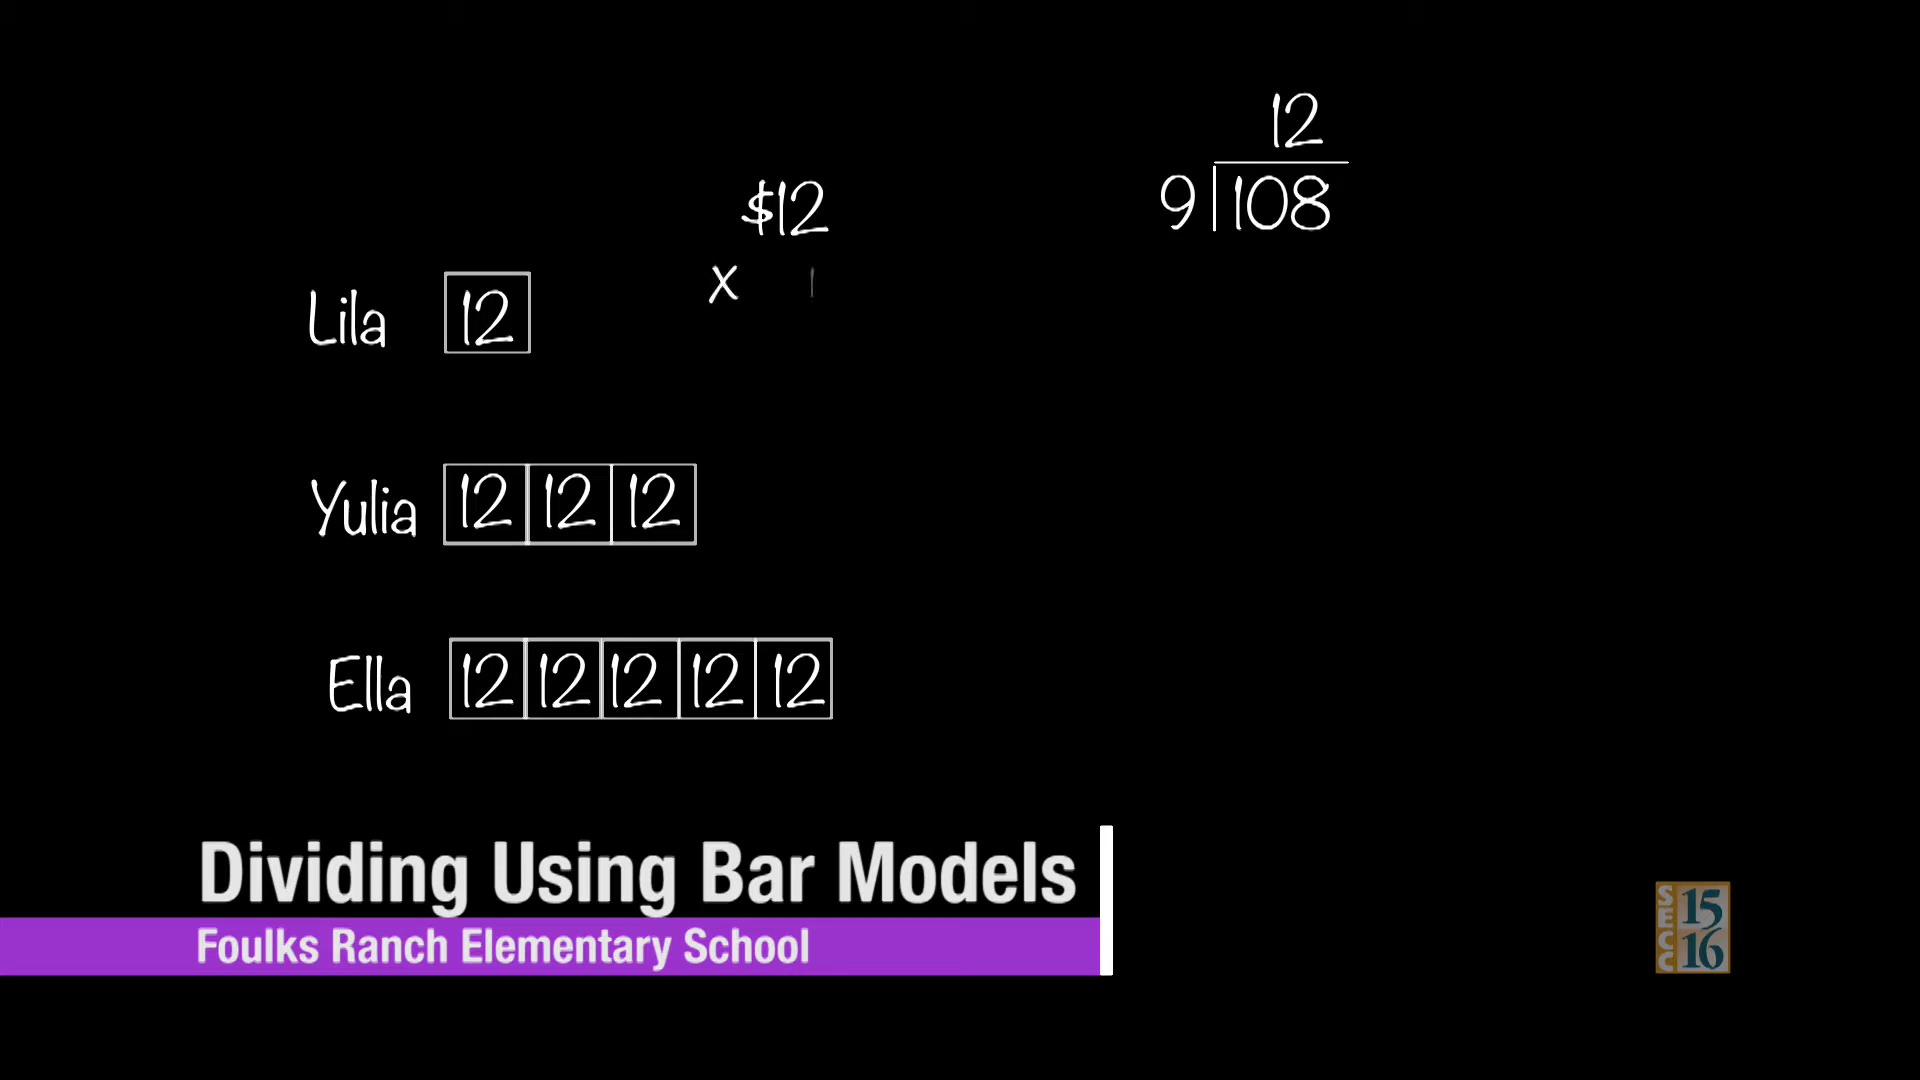 12
9 108
$12
x 1
Lila 12
Yulia 12 12 12
Ella 12 12 12 12 12
Dividing Using Bar Models
Foulks Ranch Elementary School
SECC 15 16